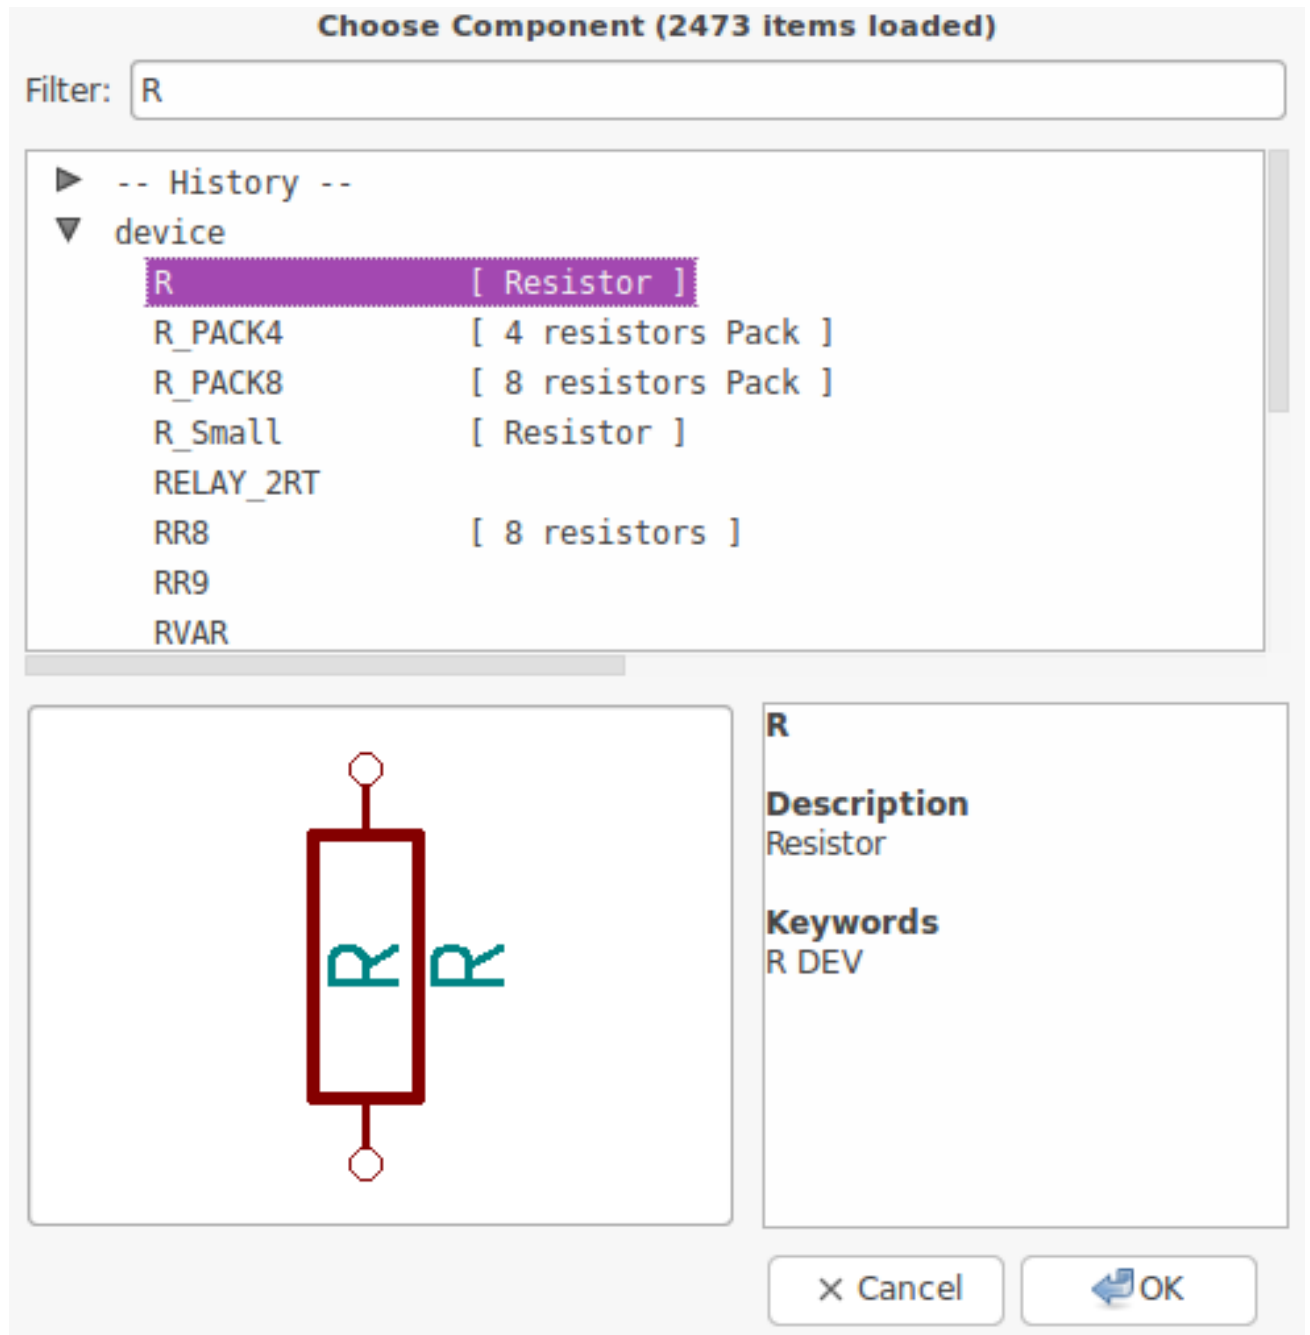 Choose Component (2473 items loaded)
Filter: R
-- History --
device
R [ Resistor ]
R_PACK4 [ 4 resistors Pack ]
R_PACK8 [ 8 resistors Pack ]
R_Small [ Resistor ]
RELAY_2RT
RR8 [ 8 resistors ]
RR9
RVAR
R R
R
Description
Resistor
Keywords
R DEV
Cancel OK